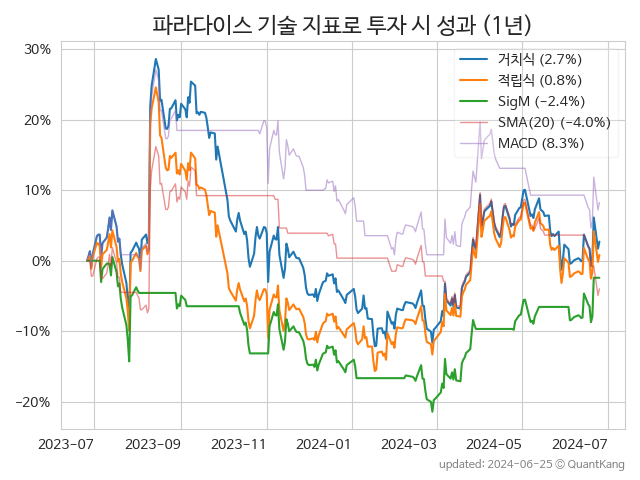 파라다이스 기술 지표로 투자 시 성과 (1년)
30%
20%
10%
0%
−10%
−20%
거치식 (2.7%)
적립식 (0.8%)
SigM (−2.4%)
SMA(20) (−4.0%)
MACD (8.3%)
2023-07
2023-09
2023-11
2024-01
2024-03
2024-05
2024-07
updated: 2024-06-25 © QuantKang